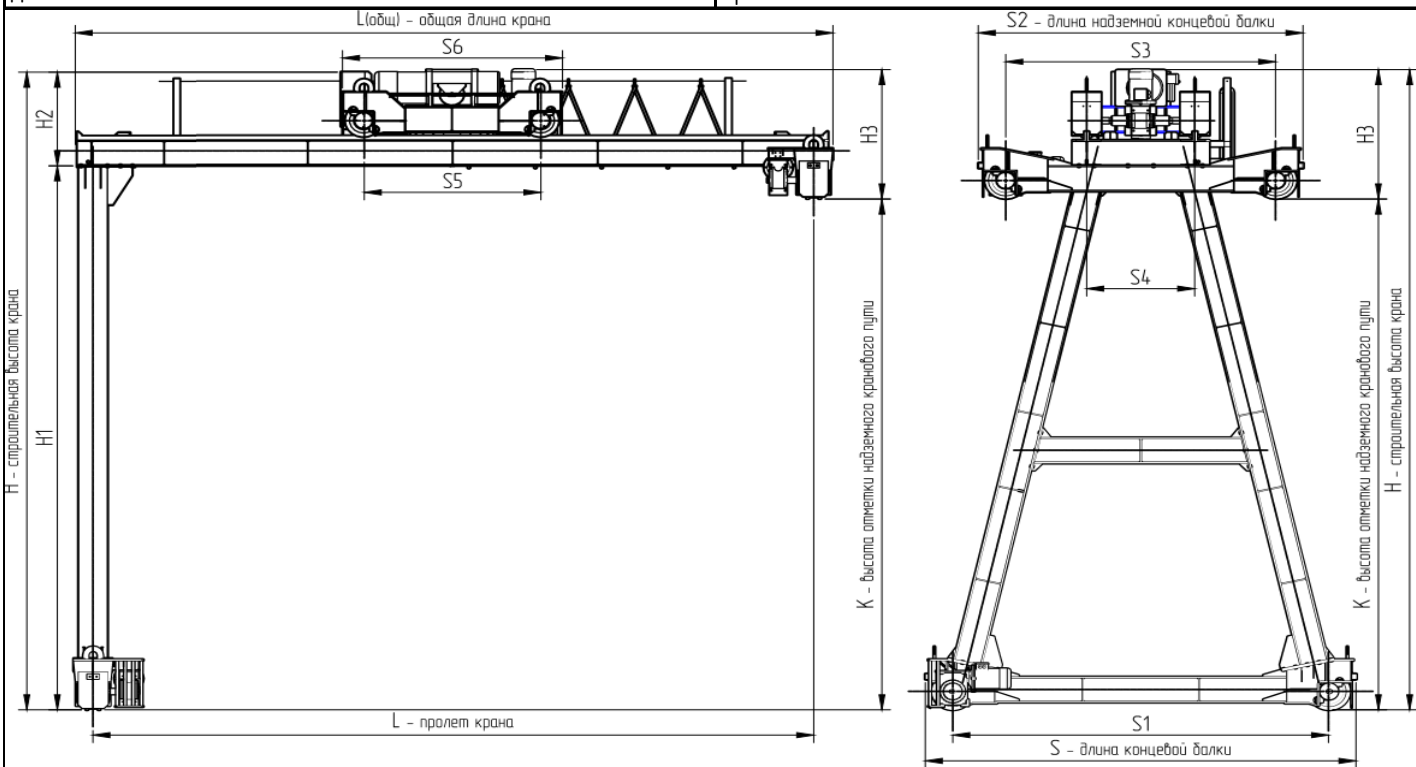 L(общ) - общая длина крана
S2 - длина надземной концевой балки
S6
S3
H2
H3
H3
S5
S4
H - строительная высота крана
H1
K - высота отметки надземного кранового пути
K - высота отметки надземного кранового пути
H - строительная высота крана
L - пролет крана
S1
S - длина концевой балки